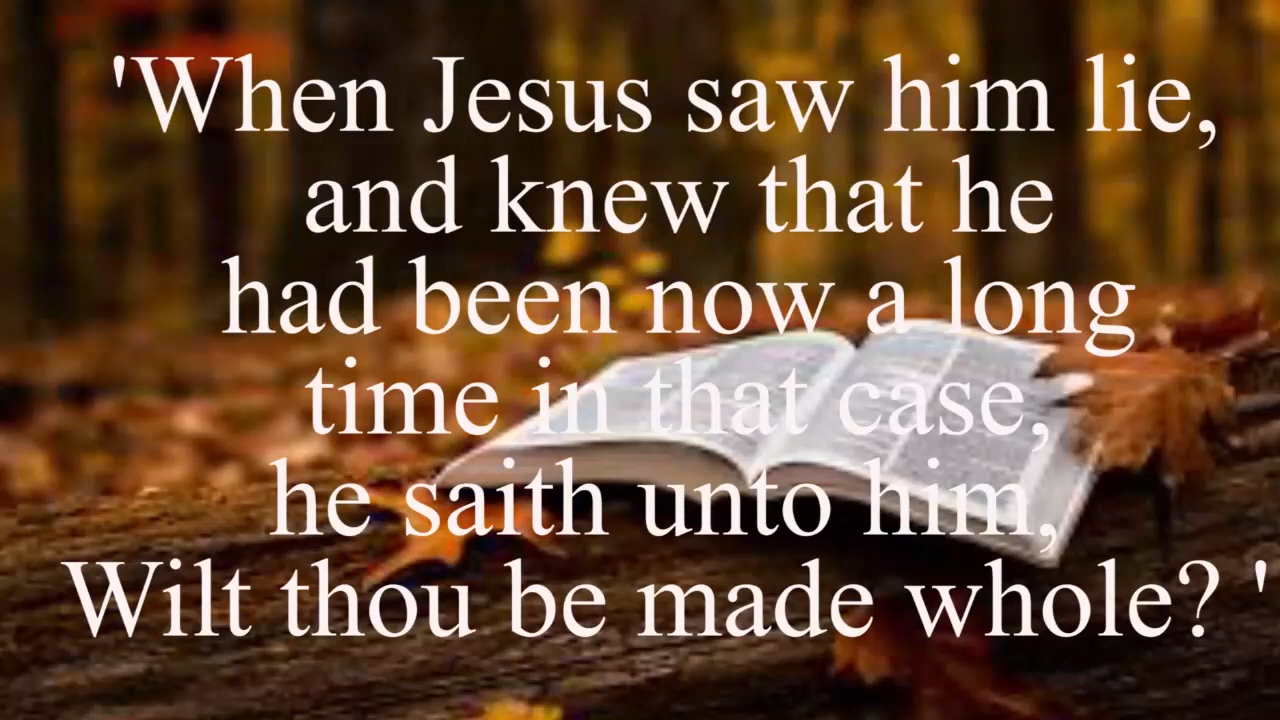 'When Jesus saw him lie,
and knew that he
had been now a long
time in that case,
he saith unto him,
Wilt thou be made whole? '